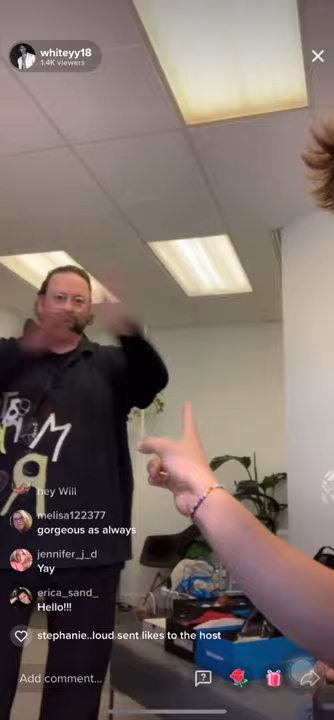 whiteyy18
1.4K viewers
hey Will
melisa122377
gorgeous as always
jennifer_j_d
Yay
erica_sand_
Hello!!!
stephanie..loud sent likes to the host
Add comment...